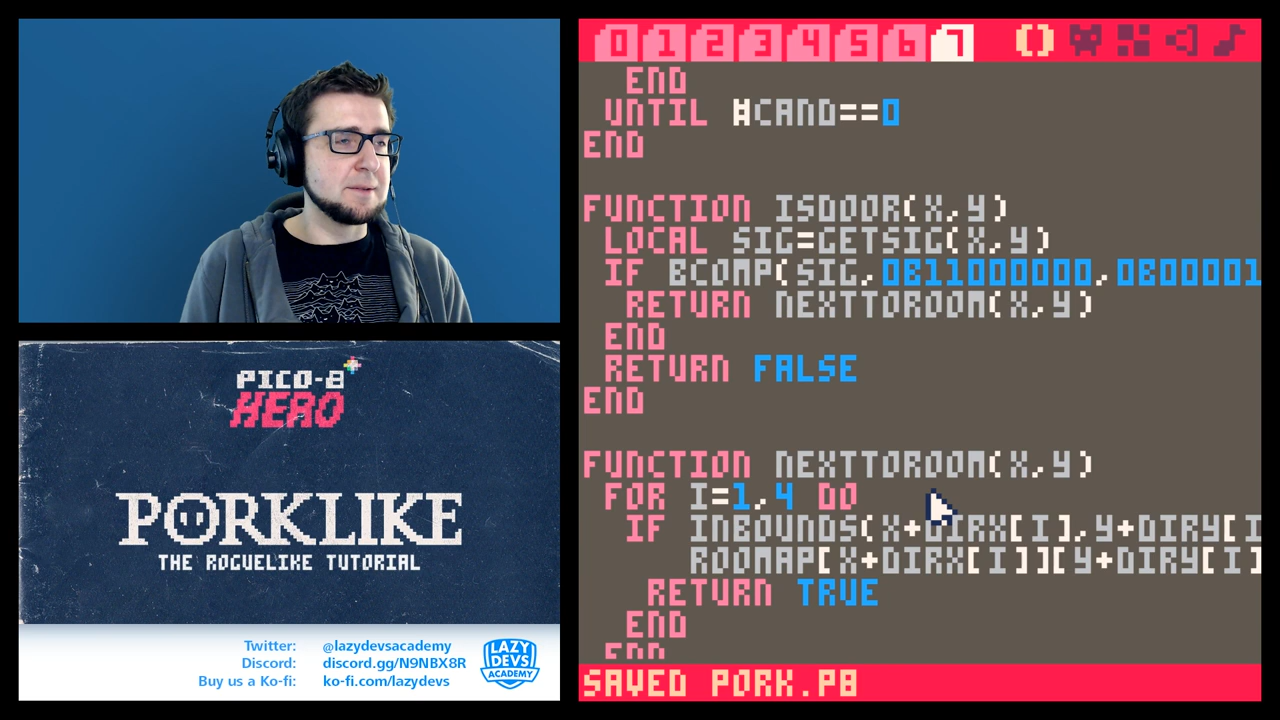 PICO-8
HERO
PORKLIKE
THE ROGUELIKE TUTORIAL
Twitter: @lazydevsacademy
Discord: discord.gg/N9NBX8R
Buy us a Ko-fi: ko-fi.com/lazydevs
LAZY
DEVS
ACADEMY
0 1 2 3 4 5 6 7
END
UNTIL #CAND==0
END
FUNCTION ISDOOR(X,Y)
LOCAL SIG=GETSIG(X,Y)
IF BCOMP(SIG,0B11000000,0B00001
RETURN NEXTTOROOM(X,Y)
END
RETURN FALSE
END
FUNCTION NEXTTOROOM(X,Y)
FOR I=1,4 DO
IF INBOUNDS(X+DIRX[I],Y+DIRY[I
ROOMAP[X+DIRX[I]][Y+DIRY[I]
RETURN TRUE
END
END
SAVED PORK.P8